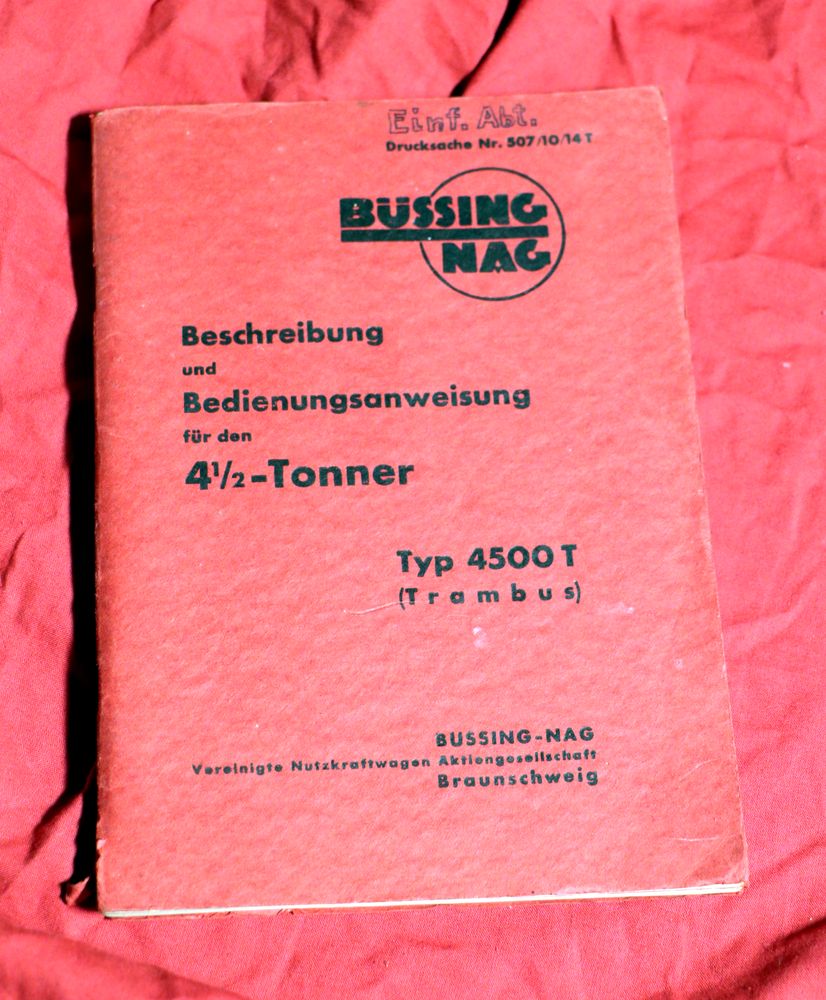 Einf. Abt.
Drucksache Nr. 507/10/14 T
BÜSSING
NAG
Beschreibung
und
Bedienungsanweisung
für den
4½-Tonner
Typ 4500 T
(Trambus)
BÜSSING-NAG
Vereinigte Nutzkraftwagen Aktiengesellschaft
Braunschweig